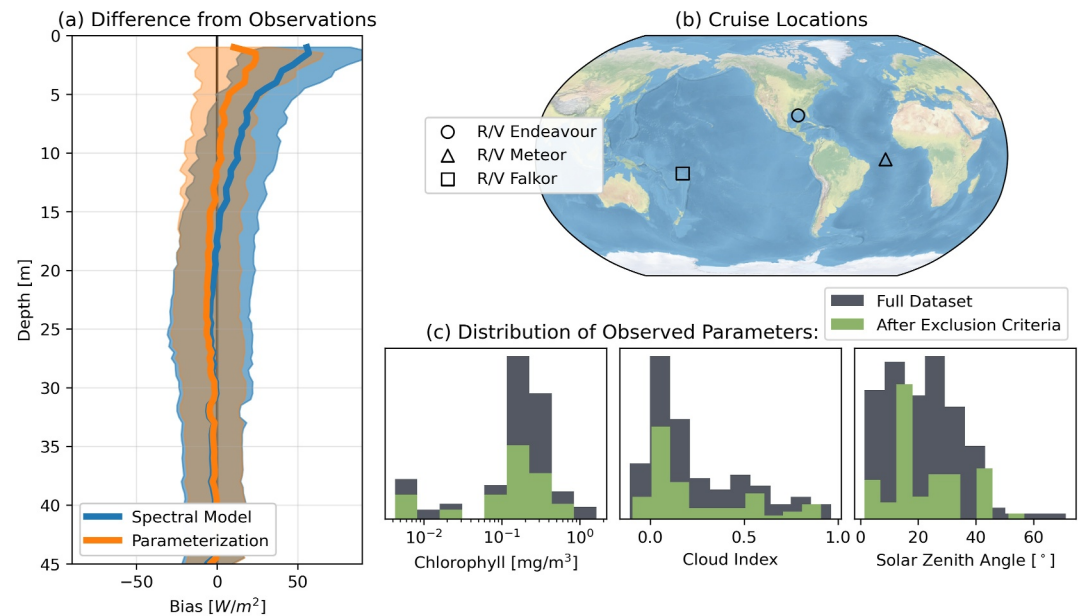 (a) Difference from Observations
0
5
10
15
20
25
30
35
40
45
Depth [m]
−50
0
50
Bias [W/m²]
Spectral Model
Parameterization
(b) Cruise Locations
R/V Endeavour
R/V Meteor
R/V Falkor
Full Dataset
After Exclusion Criteria
(c) Distribution of Observed Parameters:
10⁻² 10⁻¹ 10⁰
Chlorophyll [mg/m³]
0.0 0.5 1.0
Cloud Index
0 20 40 60
Solar Zenith Angle [°]